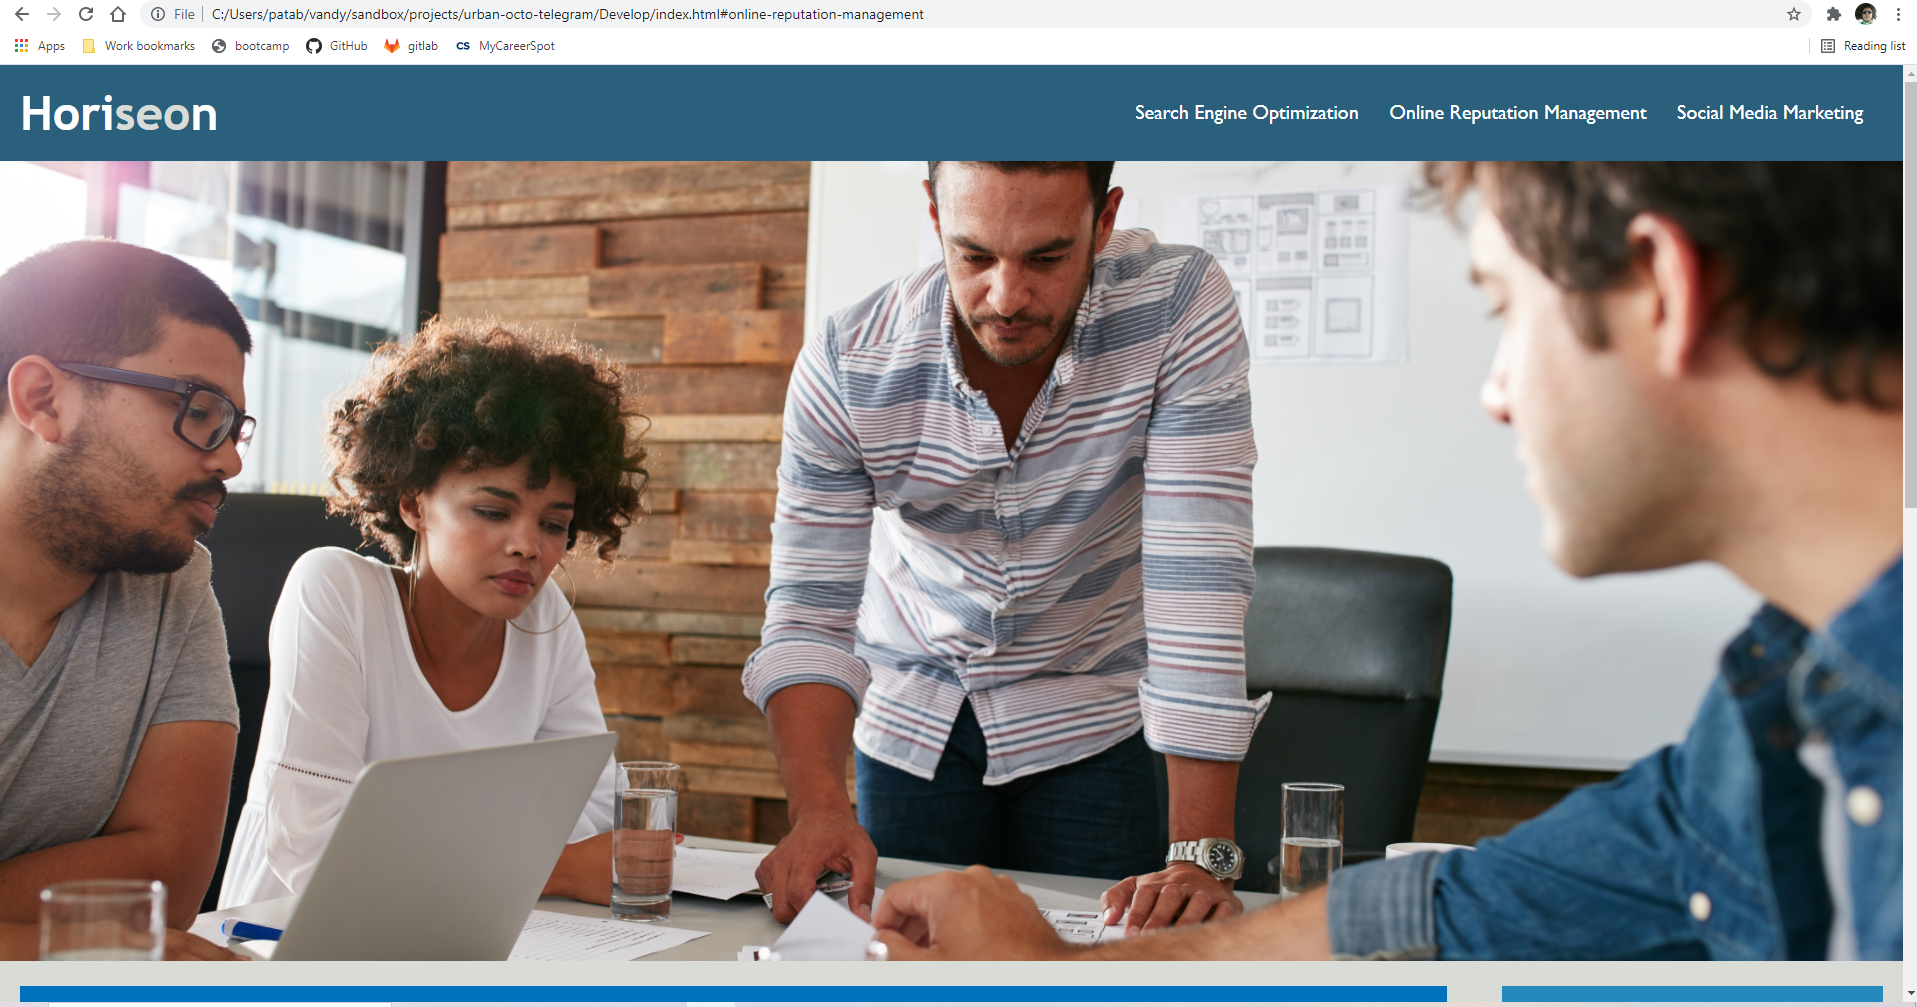 File C:/Users/patab/vandy/sandbox/projects/urban-octo-telegram/Develop/index.html#online-reputation-management
Apps Work bookmarks bootcamp GitHub gitlab CS MyCareerSpot Reading list
Horiseon Search Engine Optimization Online Reputation Management Social Media Marketing